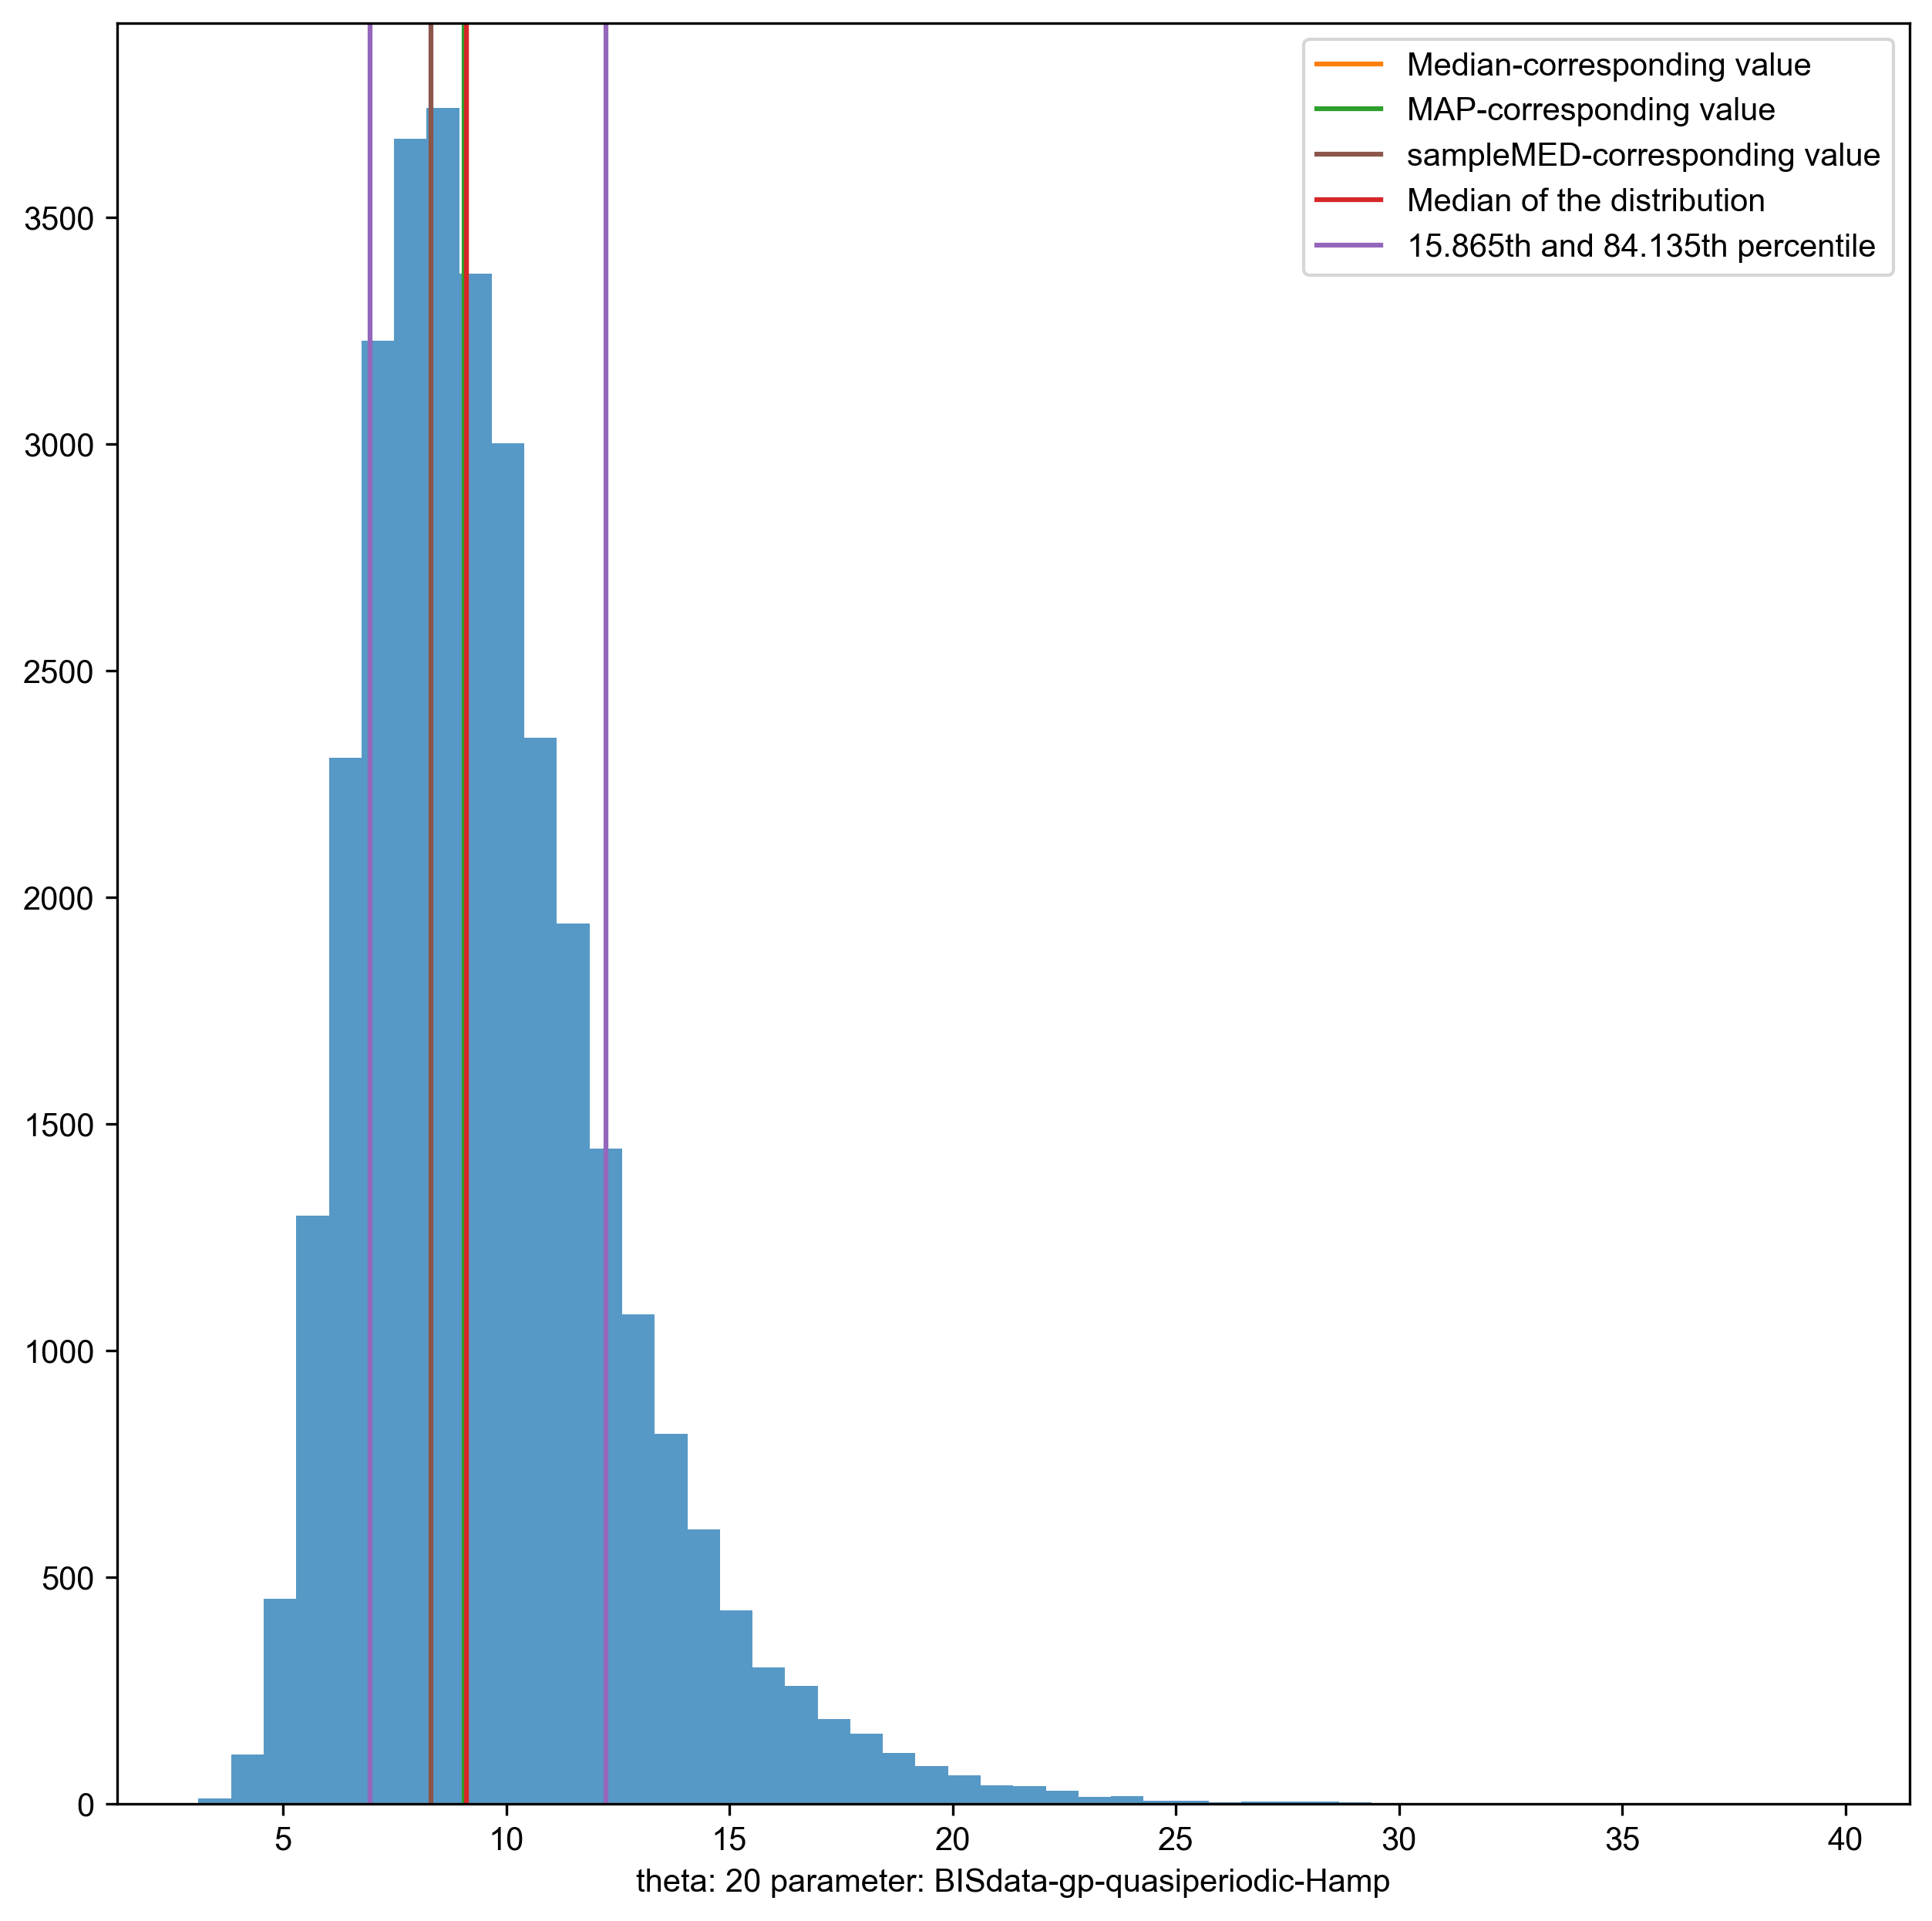 Median-corresponding value
MAP-corresponding value
sampleMED-corresponding value
Median of the distribution
15.865th and 84.135th percentile
3500
3000
2500
2000
1500
1000
500
0
5 10 15 20 25 30 35 40
theta: 20 parameter: BISdata-gp-quasiperiodic-Hamp